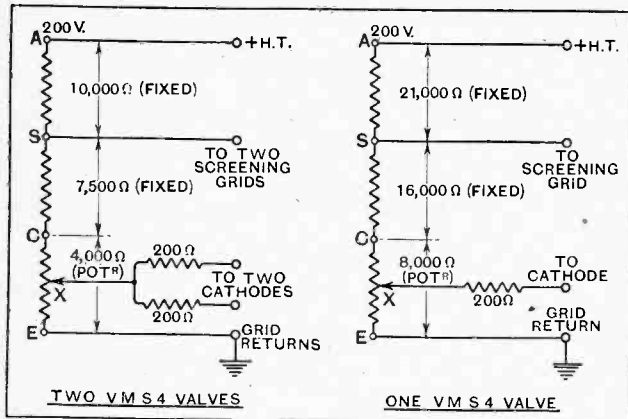 A 200 V.
+H.T.
10,000 Ω (FIXED)
S
TO TWO
SCREENING
GRIDS
7,500 Ω (FIXED)
C
4,000 Ω
(POTᴿ)
200 Ω
X
TO TWO
CATHODES
200 Ω
E
GRID
RETURNS
TWO V M S 4 VALVES
A 200 V.
+H.T.
21,000 Ω (FIXED)
S
TO
SCREENING
GRID
16,000 Ω (FIXED)
C
8,000 Ω
(POTᴿ)
TO
CATHODE
X
200 Ω
E
GRID
RETURN
ONE V M S 4 VALVE